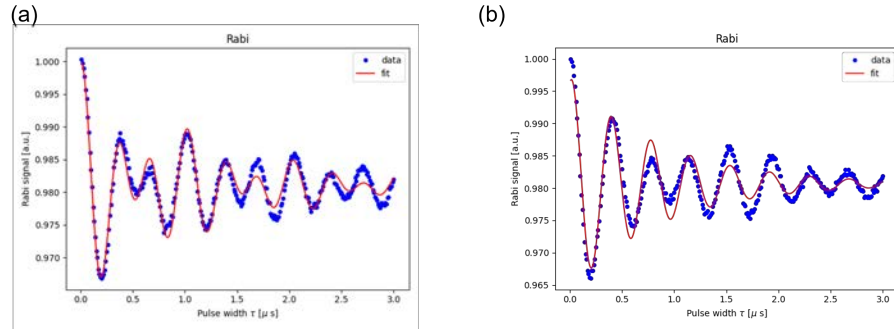 (a)
Rabi
1.000
0.995
0.990
0.985
0.980
0.975
0.970
Rabi signal [a.u.]
data
fit
0.0 0.5 1.0 1.5 2.0 2.5 3.0
Pulse width τ [μ s]
(b)
Rabi
1.000
0.995
0.990
0.985
0.980
0.975
0.970
0.965
Rabi signal [a.u.]
data
fit
0.0 0.5 1.0 1.5 2.0 2.5 3.0
Pulse width τ [μ s]